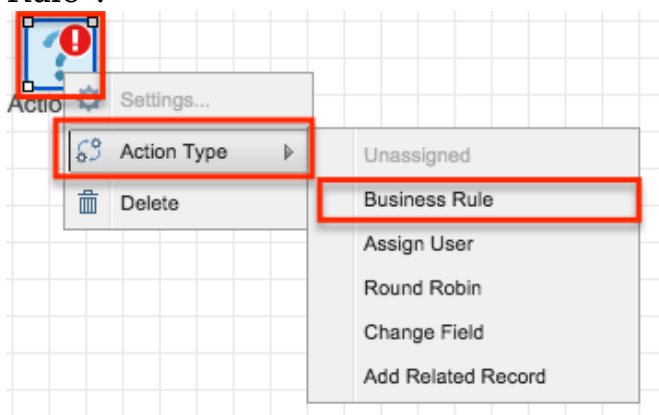 Rule".
Actio
Settings...
Action Type
Delete
Unassigned
Business Rule
Assign User
Round Robin
Change Field
Add Related Record